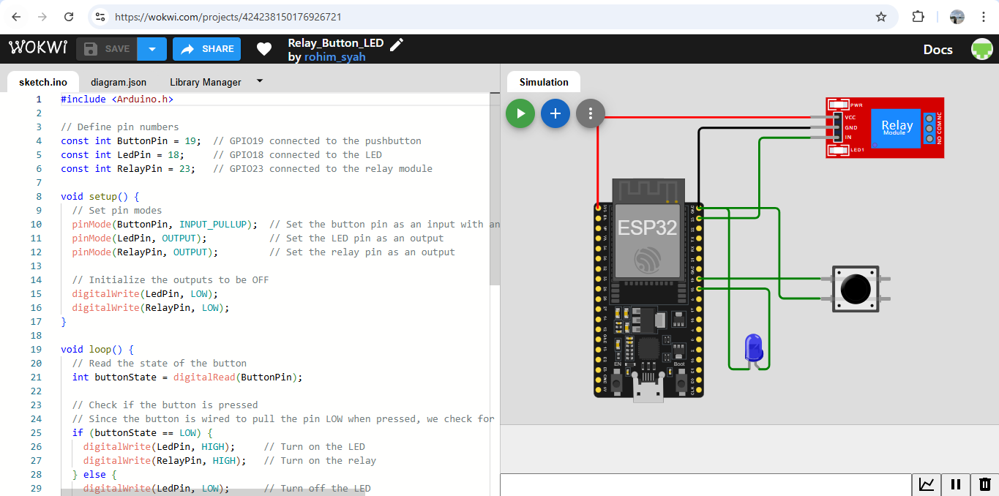 https://wokwi.com/projects/424238150176926721
WOKWI
SAVE
SHARE
Relay_Button_LED
by rohim_syah
Docs
sketch.ino
diagram.json
Library Manager
1 #include <Arduino.h>
2
3 // Define pin numbers
4 const int ButtonPin = 19;  // GPIO19 connected to the pushbutton
5 const int LedPin = 18;     // GPIO18 connected to the LED
6 const int RelayPin = 23;   // GPIO23 connected to the relay module
7
8 void setup() {
9   // Set pin modes
10   pinMode(ButtonPin, INPUT_PULLUP);  // Set the button pin as an input with an
11   pinMode(LedPin, OUTPUT);           // Set the LED pin as an output
12   pinMode(RelayPin, OUTPUT);         // Set the relay pin as an output
13
14   // Initialize the outputs to be OFF
15   digitalWrite(LedPin, LOW);
16   digitalWrite(RelayPin, LOW);
17 }
18
19 void loop() {
20   // Read the state of the button
21   int buttonState = digitalRead(ButtonPin);
22
23   // Check if the button is pressed
24   // Since the button is wired to pull the pin LOW when pressed, we check for
25   if (buttonState == LOW) {
26     digitalWrite(LedPin, HIGH);     // Turn on the LED
27     digitalWrite(RelayPin, HIGH);   // Turn on the relay
28   } else {
29     digitalWrite(LedPin, LOW);      // Turn off the LED
Simulation
PWR
VCC
GND
IN
LED1
Relay
Module
NO COM NC
ESP32
EN
Boot